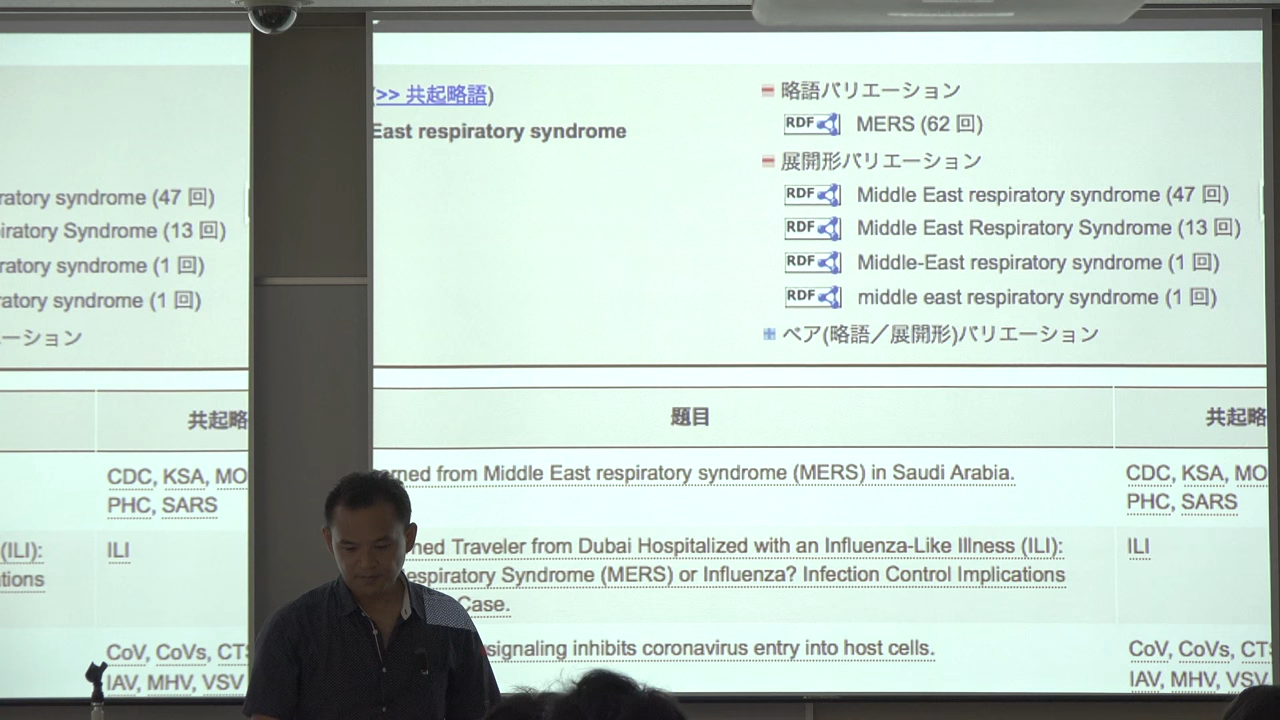 ratory syndrome (47 回)
iratory Syndrome (13 回)
ratory syndrome (1 回)
ratory syndrome (1 回)
ーション
共起略
CDC, KSA, MO
PHC, SARS
(ILI):
ILI
tions
CoV, CoVs, CTS
IAV, MHV, VSV
(>> 共起略語)
East respiratory syndrome
略語バリエーション
RDF MERS (62 回)
展開形バリエーション
RDF Middle East respiratory syndrome (47 回)
RDF Middle East Respiratory Syndrome (13 回)
RDF Middle-East respiratory syndrome (1 回)
RDF middle east respiratory syndrome (1 回)
ペア(略語／展開形)バリエーション
題目
共起略
rned from Middle East respiratory syndrome (MERS) in Saudi Arabia.
CDC, KSA, MO
PHC, SARS
ned Traveler from Dubai Hospitalized with an Influenza-Like Illness (ILI):
ILI
espiratory Syndrome (MERS) or Influenza? Infection Control Implications
Case.
signaling inhibits coronavirus entry into host cells.
CoV, CoVs, CT
IAV, MHV, VSV